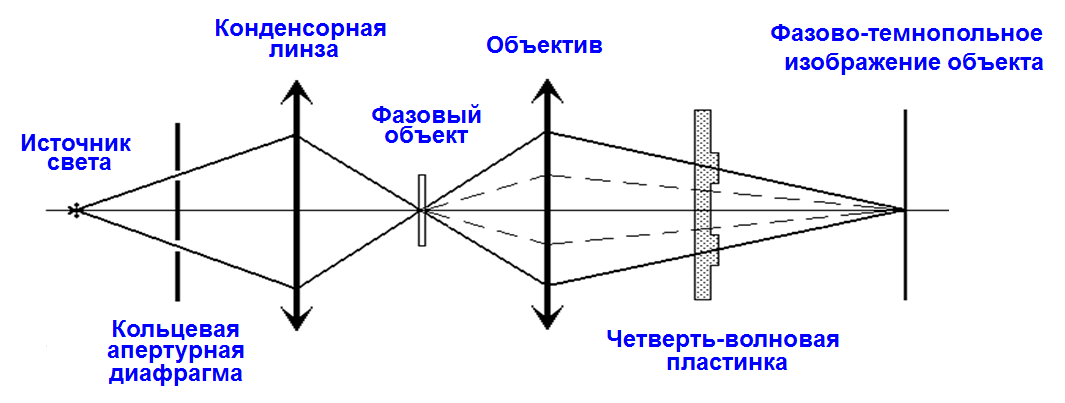 Конденсорная
линза
Объектив
Фазово-темнопольное
изображение объекта
Фазовый
объект
Источник
света
Кольцевая
апертурная
диафрагма
Четверть-волновая
пластинка